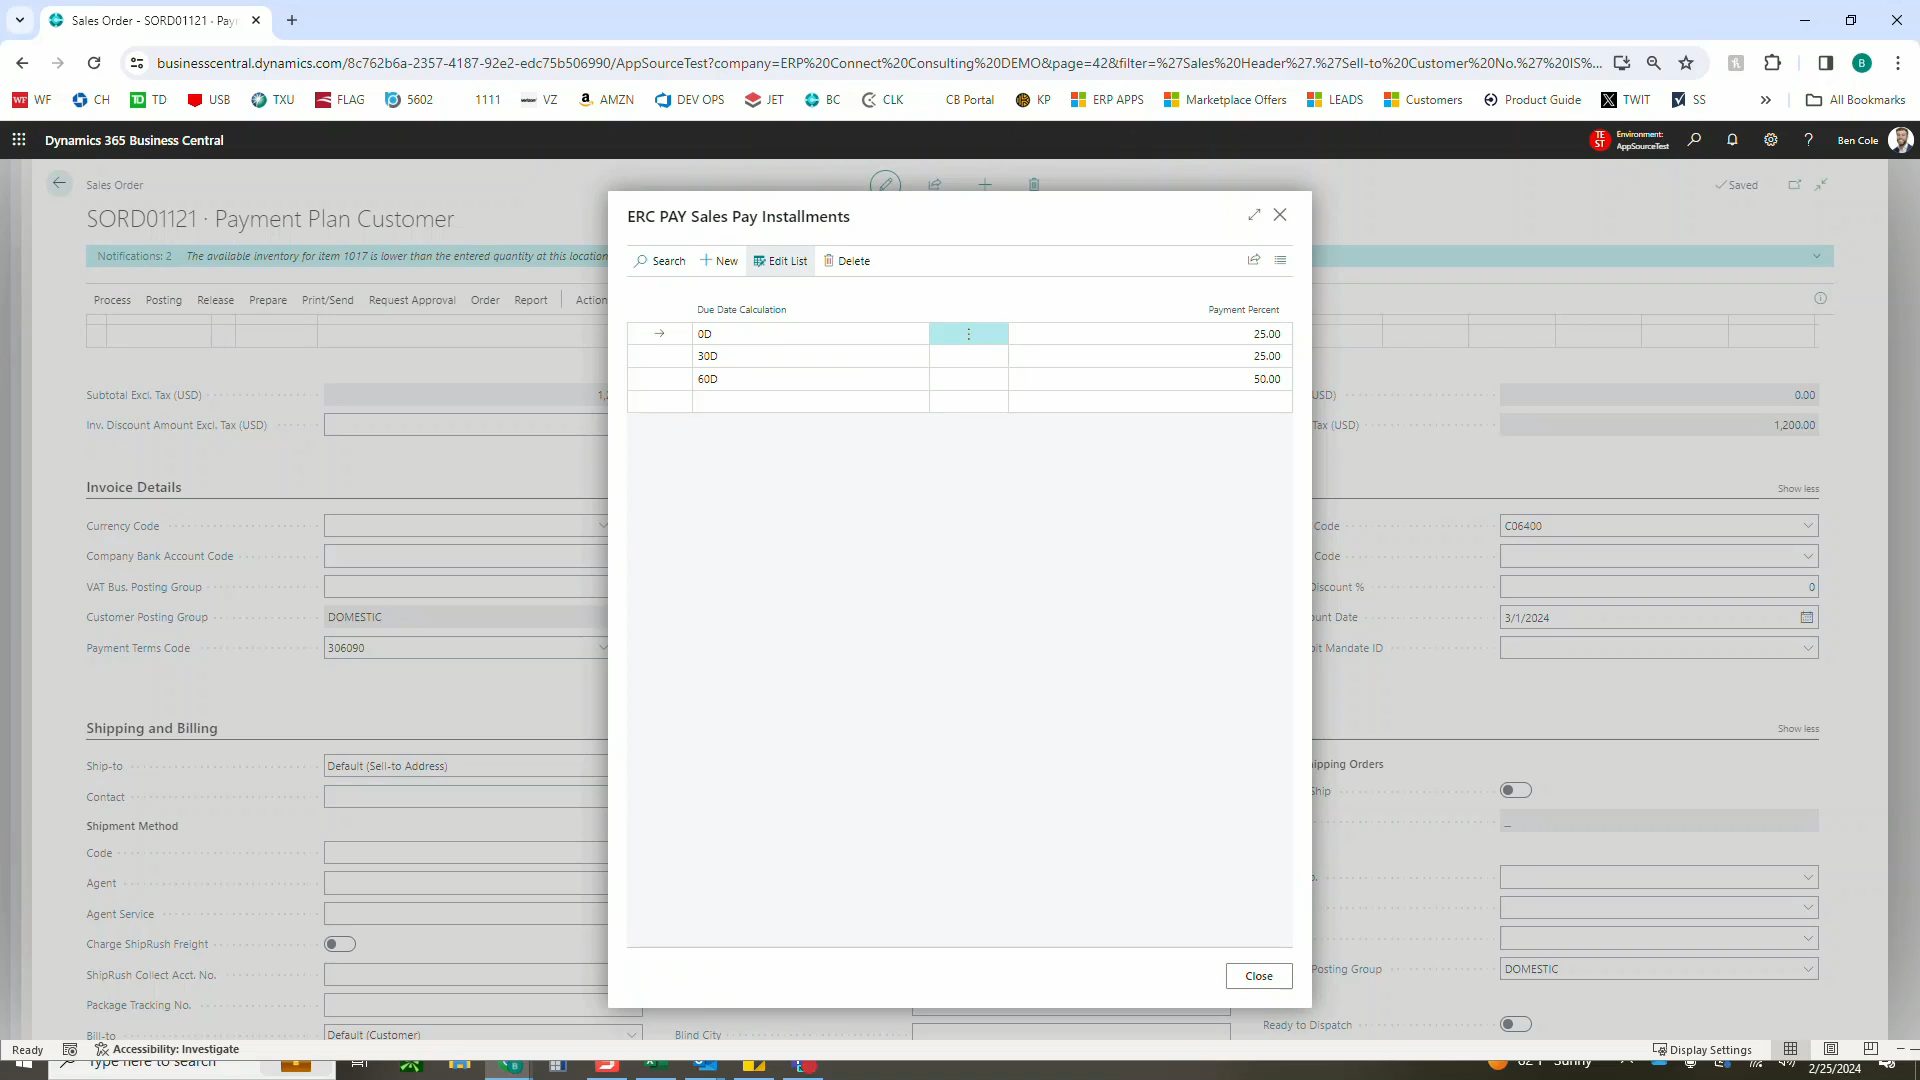 Sales Order - SORD01121 - Pay
businesscentral.dynamics.com/8c762b6a-2357-4187-92e2-edc75b506990/AppSourceTest?company=ERP%20Connect%20Consulting%20DEMO&page=42&filter=%27Sales%20Header%27.%27Sell-to%20Customer%20No.%27%20IS%...
B
WF CH TD USB TXU FLAG 5602 1111 VZ AMZN DEV OPS JET BC CLK CB Portal KP ERP APPS Marketplace Offers LEADS Customers Product Guide TWIT SS All Bookmarks
Dynamics 365 Business Central
TEST
Environment:
AppSourceTest
Ben Cole
Sales Order
Saved
SORD01121 · Payment Plan Customer
Notifications: 2 The available inventory for item 1017 is lower than the entered quantity at this location
Process Posting Release Prepare Print/Send Request Approval Order Report
ERC PAY Sales Pay Installments
Search New Edit List Delete
Due Date Calculation Payment Percent
0D 25.00
30D 25.00
60D 50.00
Close
Subtotal Excl. Tax (USD)
USD) 0.00
Inv. Discount Amount Excl. Tax (USD)
Tax (USD) 1,200.00
Invoice Details
Show less
Currency Code
Code C06400
Company Bank Account Code
Code
VAT Bus. Posting Group
Discount % 0
Customer Posting Group DOMESTIC
3/1/2024
Payment Terms Code 306090
Mandate ID
Shipping and Billing
Show less
Ship-to Default (Sell-to Address)
Orders
Contact
Ship
_
Shipment Method
Code
Agent
Agent Service
Charge ShipRush Freight
ShipRush Collect Acct. No.
Posting Group DOMESTIC
Package Tracking No.
Bill-to Default (Customer)
Blind City
Ready to Dispatch
Ready
Accessibility: Investigate
Display Settings
Type here to search
Sunny
2/25/2024